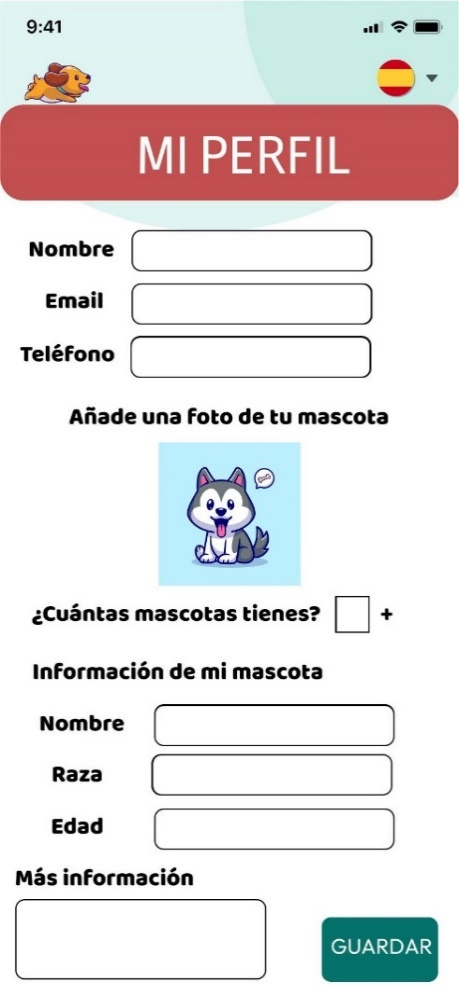 9:41
MI PERFIL
Nombre
Email
Teléfono
Añade una foto de tu mascota
¿Cuántas mascotas tienes? +
Información de mi mascota
Nombre
Raza
Edad
Más información
GUARDAR